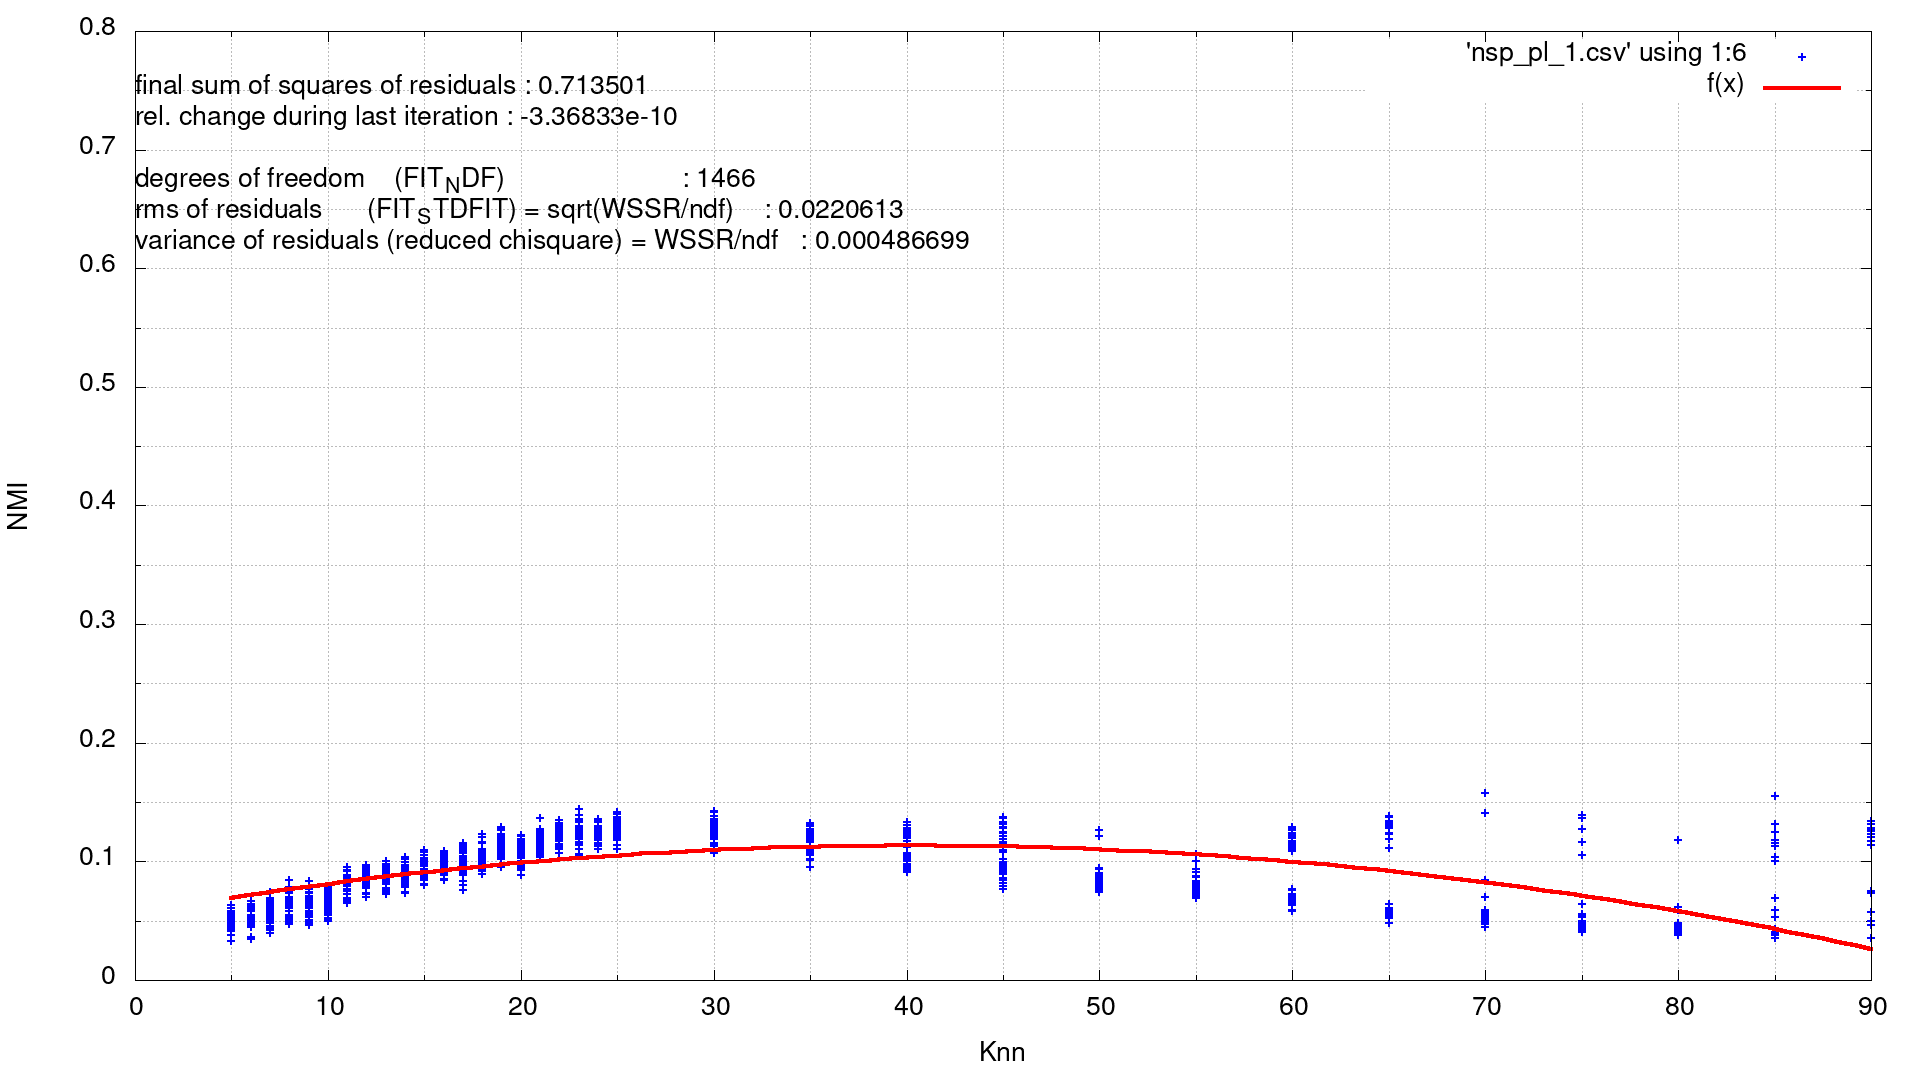 'nsp_pl_1.csv' using 1:6
f(x)
final sum of squares of residuals : 0.713501
rel. change during last iteration : -3.36833e-10
degrees of freedom (FIT_NDF) : 1466
rms of residuals (FIT_STDFIT) = sqrt(WSSR/ndf) : 0.0220613
variance of residuals (reduced chisquare) = WSSR/ndf : 0.000486699
0.8
0.7
0.6
0.5
0.4
0.3
0.2
0.1
0
NMI
0 10 20 30 40 50 60 70 80 90
Knn